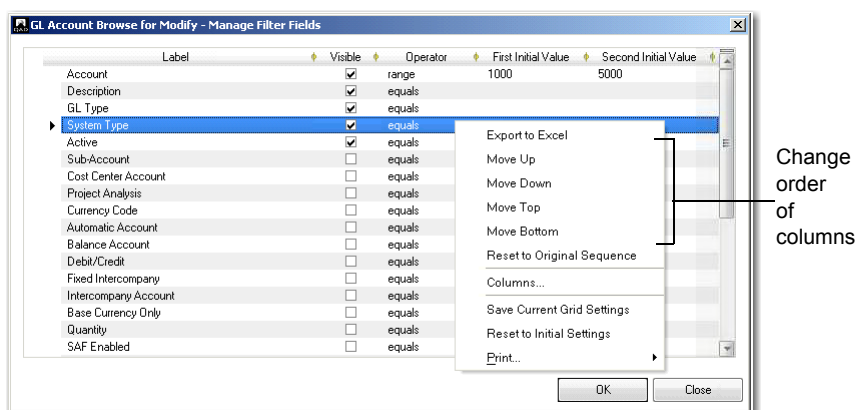 GL Account Browse for Modify - Manage Filter Fields
Label Visible Operator First Initial Value Second Initial Value
Account range 1000 5000
Description equals
GL Type equals
System Type equals
Active equals
Sub-Account equals
Cost Center Account equals
Project Analysis equals
Currency Code equals
Automatic Account equals
Balance Account equals
Debit/Credit equals
Fixed Intercompany equals
Intercompany Account equals
Base Currency Only equals
Quantity equals
SAF Enabled equals
Export to Excel
Move Up
Move Down
Move Top
Move Bottom
Reset to Original Sequence
Columns...
Save Current Grid Settings
Reset to Initial Settings
Print...
OK Close
Change
order
of
columns